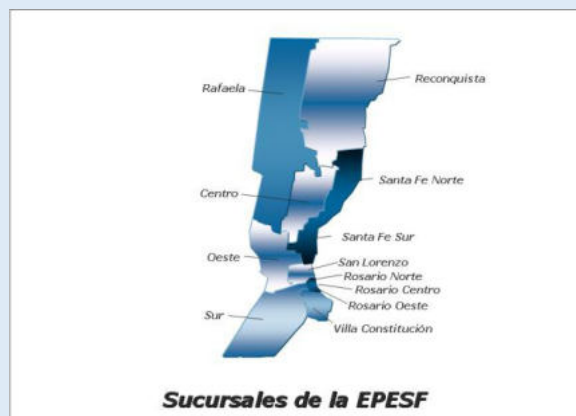 Rafaela
Reconquista
Santa Fe Norte
Centro
Santa Fe Sur
Oeste
San Lorenzo
Rosario Norte
Rosario Centro
Rosario Oeste
Sur
Villa Constitución
Sucursales de la EPESF